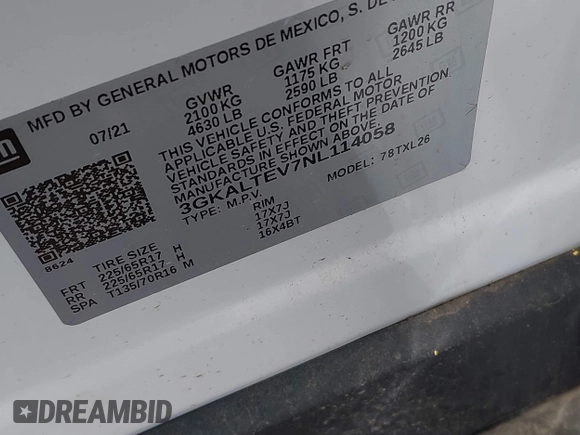 MFD BY GENERAL MOTORS DE MEXICO, S. DE
07/21
GVWR
2100 KG
4630 LB
GAWR FRT
1175 KG
2590 LB
GAWR RR
1200 KG
2645 LB
THIS VEHICLE CONFORMS TO ALL
APPLICABLE U.S. FEDERAL MOTOR
VEHICLE SAFETY AND THEFT PREVENTION
STANDARDS IN EFFECT ON THE DATE OF
MANUFACTURE SHOWN ABOVE.
3GKALTEV7NL114058
TYPE: M.P.V. MODEL: 78TXL26
8624
TIRE SIZE RIM
FRT 225/65R17 H 17X7J
RR 225/65R17 H 17X7J
SPA T135/70R16 M 16X4BT
DREAMBID